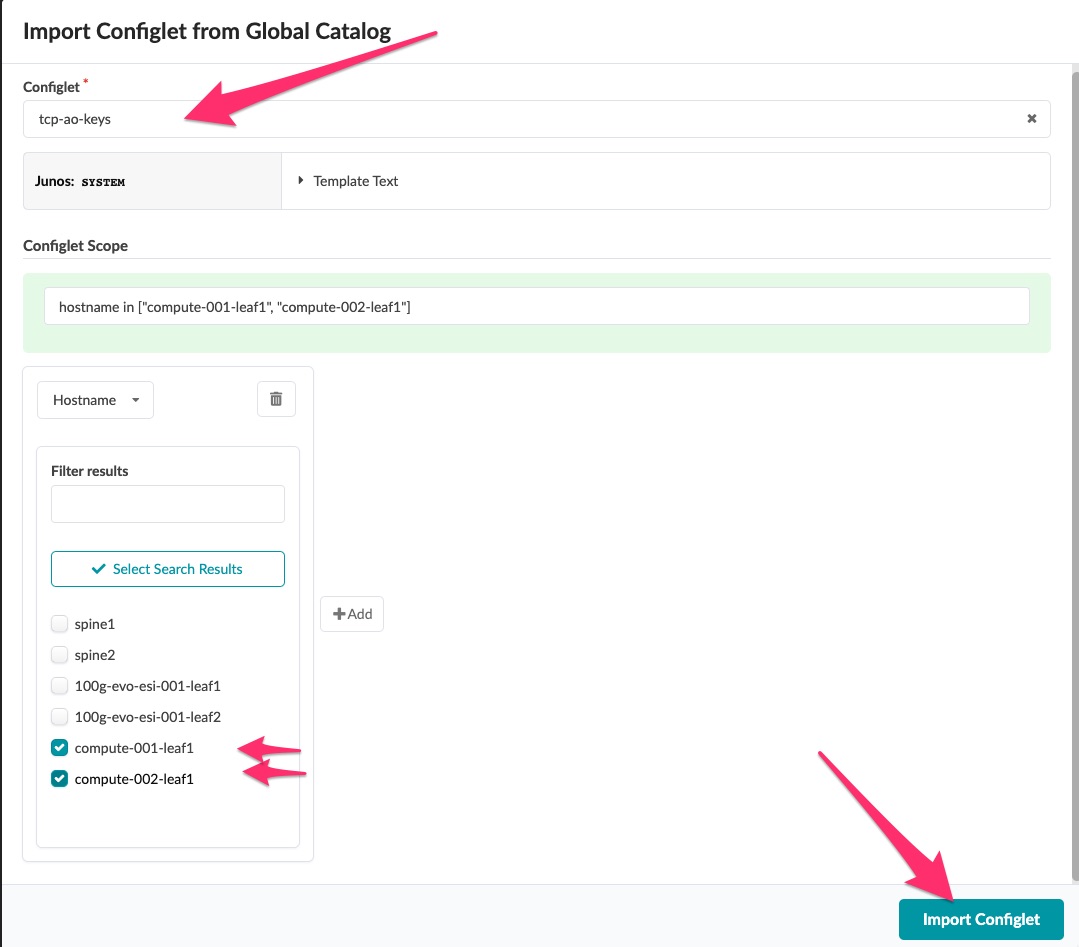 Import Configlet from Global Catalog
Configlet *
tcp-ao-keys
Junos: SYSTEM
Template Text
Configlet Scope
hostname in ["compute-001-leaf1", "compute-002-leaf1"]
Hostname
Filter results
Select Search Results
spine1
spine2
100g-evo-esi-001-leaf1
100g-evo-esi-001-leaf2
compute-001-leaf1
compute-002-leaf1
Add
Import Configlet